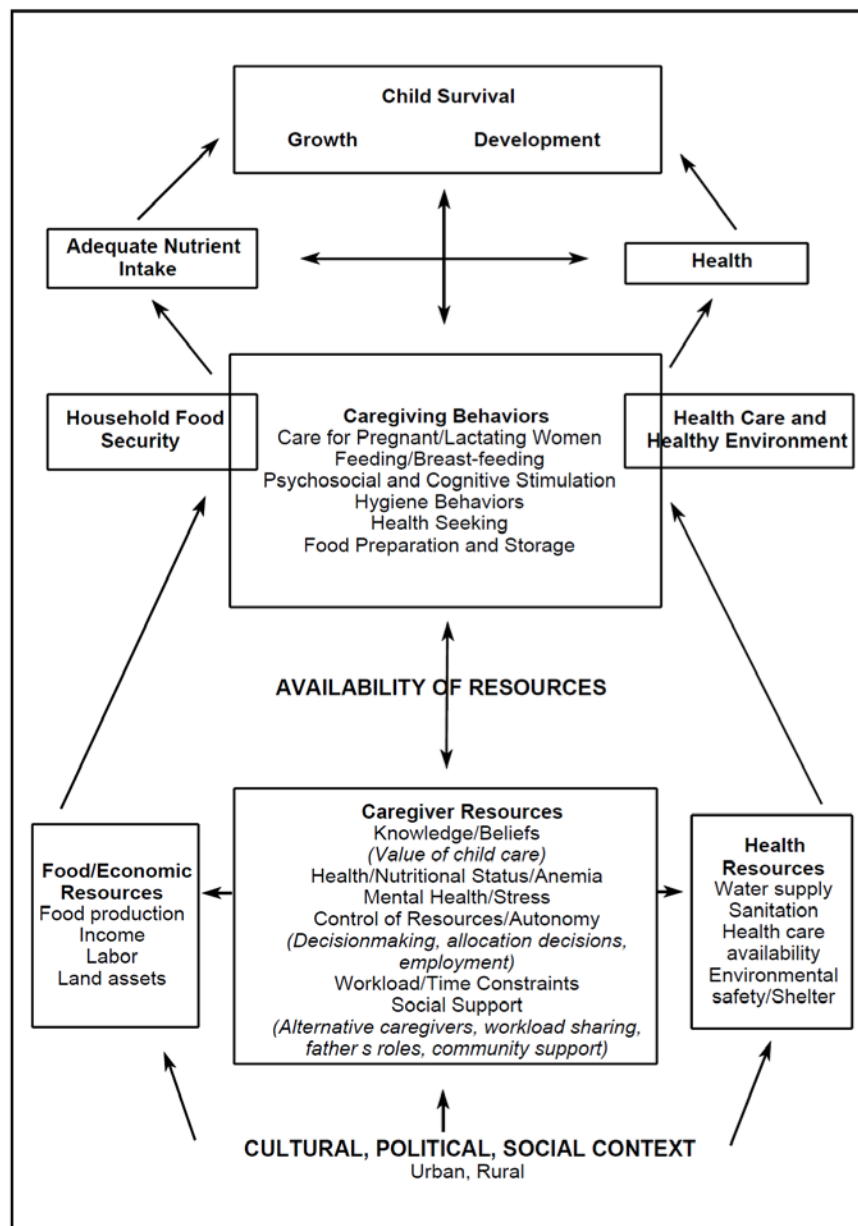 Child Survival
Growth Development
Adequate Nutrient
Intake
Health
Household Food
Security
Caregiving Behaviors
Care for Pregnant/Lactating Women
Feeding/Breast-feeding
Psychosocial and Cognitive Stimulation
Hygiene Behaviors
Health Seeking
Food Preparation and Storage
Health Care and
Healthy Environment
AVAILABILITY OF RESOURCES
Food/Economic
Resources
Food production
Income
Labor
Land assets
Caregiver Resources
Knowledge/Beliefs
(Value of child care)
Health/Nutritional Status/Anemia
Mental Health/Stress
Control of Resources/Autonomy
(Decisionmaking, allocation decisions,
employment)
Workload/Time Constraints
Social Support
(Alternative caregivers, workload sharing,
father s roles, community support)
Health
Resources
Water supply
Sanitation
Health care
availability
Environmental
safety/Shelter
CULTURAL, POLITICAL, SOCIAL CONTEXT
Urban, Rural